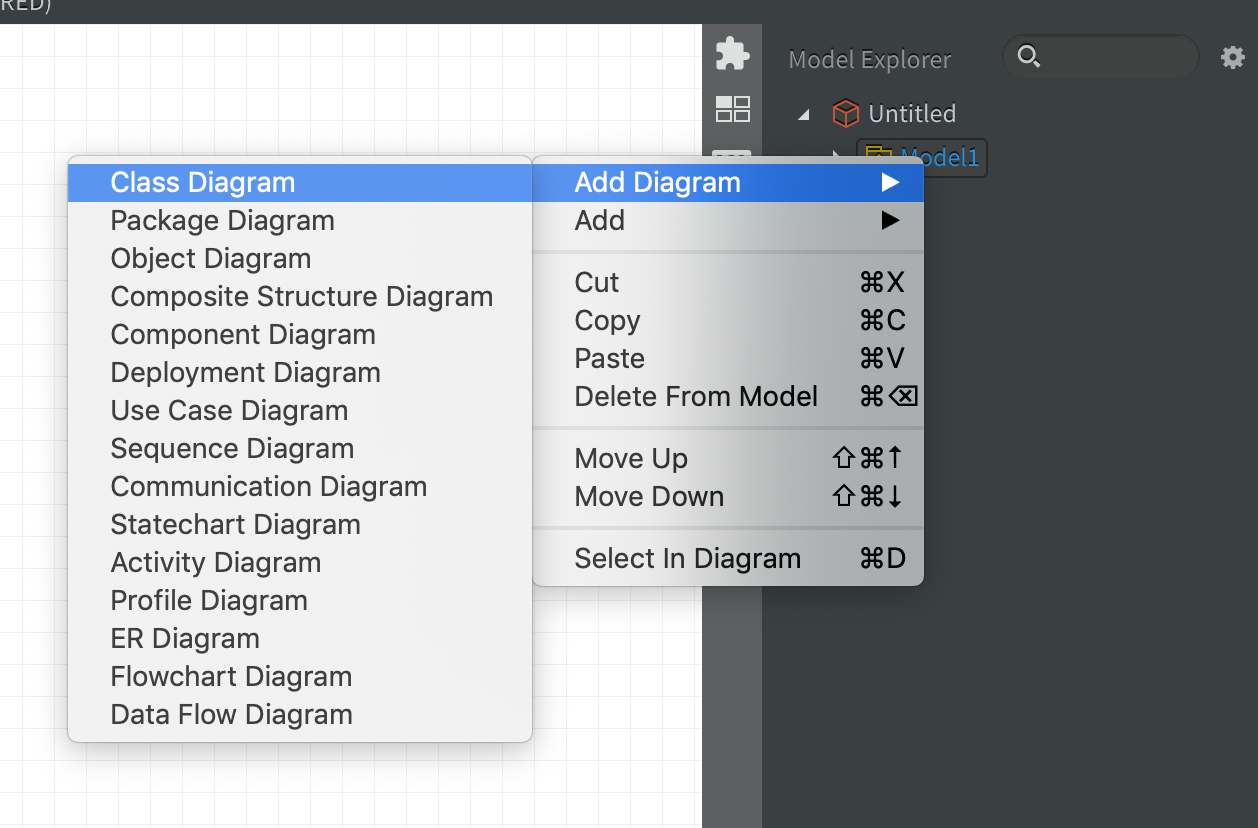 RED)
Model Explorer
Untitled
Model1
Class Diagram
Package Diagram
Object Diagram
Composite Structure Diagram
Component Diagram
Deployment Diagram
Use Case Diagram
Sequence Diagram
Communication Diagram
Statechart Diagram
Activity Diagram
Profile Diagram
ER Diagram
Flowchart Diagram
Data Flow Diagram
Add Diagram ▶
Add ▶
Cut ⌘X
Copy ⌘C
Paste ⌘V
Delete From Model ⌘⌫
Move Up ⇧⌘↑
Move Down ⇧⌘↓
Select In Diagram ⌘D